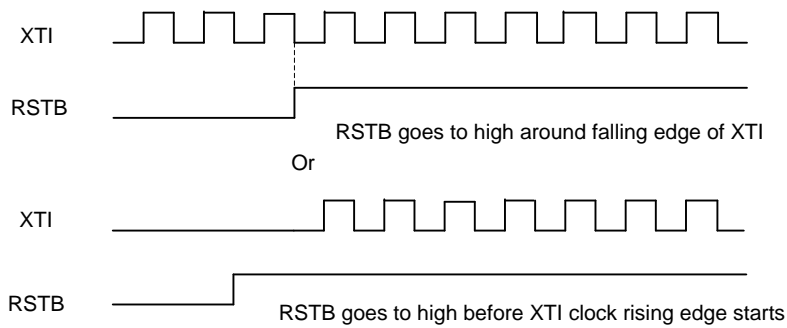 XTI
RSTB
RSTB goes to high around falling edge of XTI
Or
XTI
RSTB
RSTB goes to high before XTI clock rising edge starts